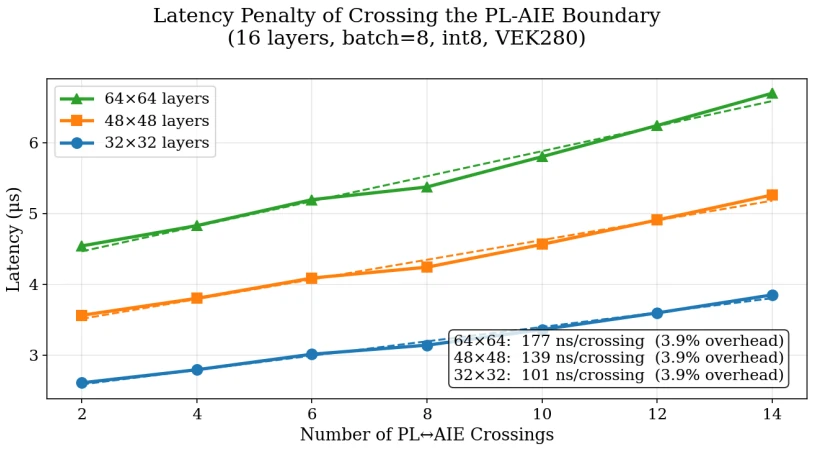 Latency Penalty of Crossing the PL-AIE Boundary
(16 layers, batch=8, int8, VEK280)
64×64 layers
48×48 layers
32×32 layers
Latency (μs)
6
5
4
3
64×64: 177 ns/crossing (3.9% overhead)
48×48: 139 ns/crossing (3.9% overhead)
32×32: 101 ns/crossing (3.9% overhead)
2 4 6 8 10 12 14
Number of PL↔AIE Crossings